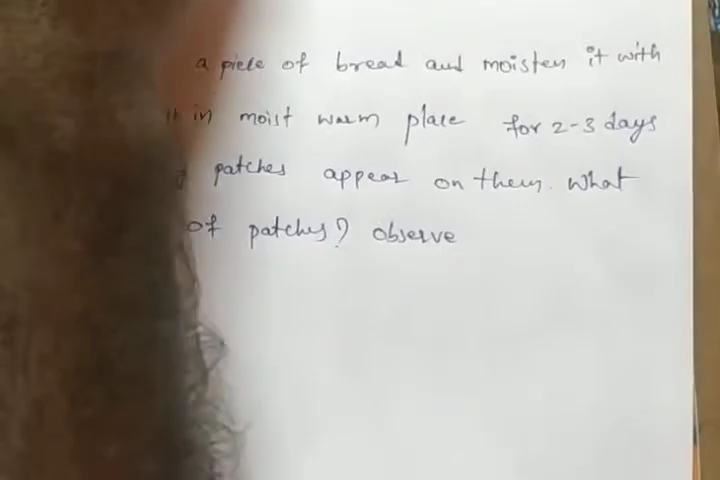 a piece of bread and moisten it with
in moist warm place for 2-3 days
patches appear on them. What
of patches? observe